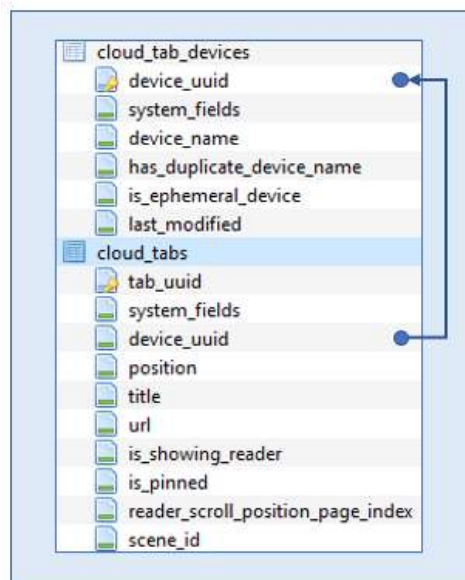 cloud_tab_devices
device_uuid
system_fields
device_name
has_duplicate_device_name
is_ephemeral_device
last_modified
cloud_tabs
tab_uuid
system_fields
device_uuid
position
title
url
is_showing_reader
is_pinned
reader_scroll_position_page_index
scene_id